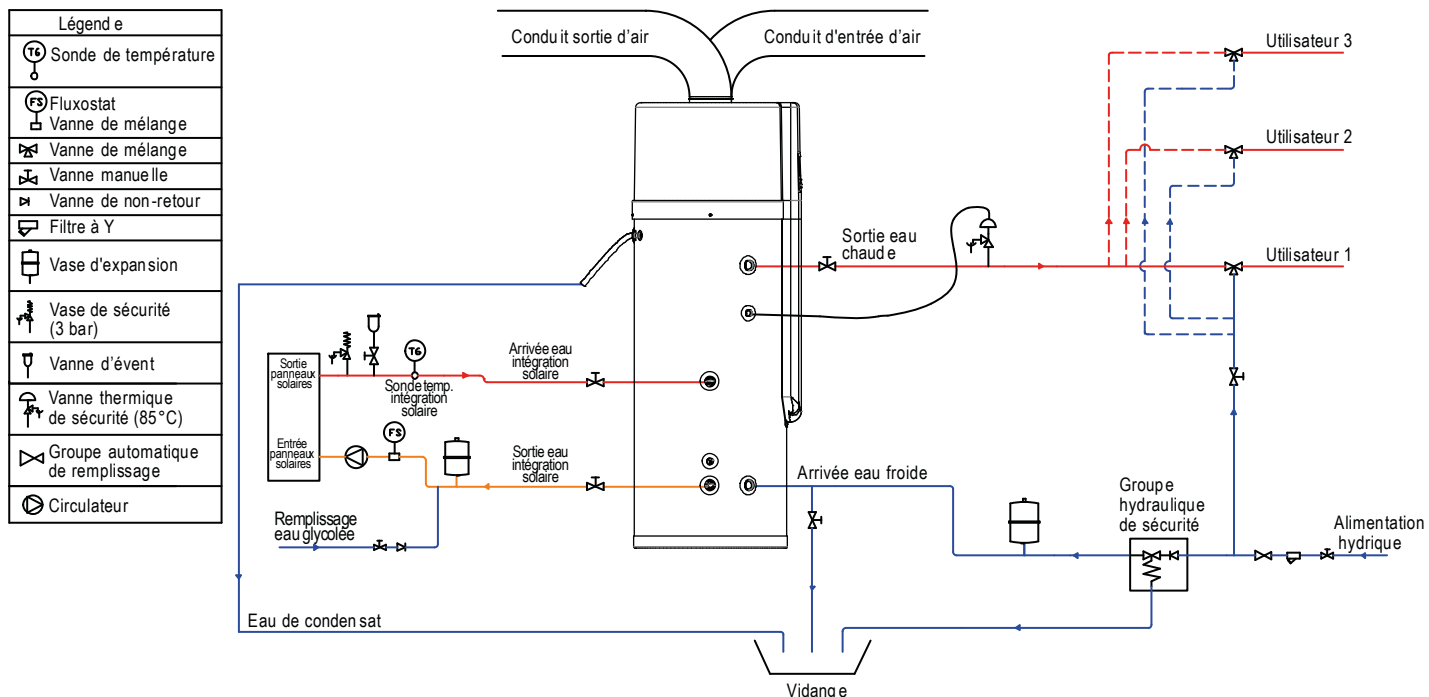 Légende
TG
Sonde de température
FS
Fluxostat
Vanne de mélange
Vanne de mélange
Vanne manuelle
Vanne de non-retour
Filtre à Y
Vase d'expansion
Vase de sécurité
(3 bar)
Vanne d'évent
Vanne thermique
de sécurité (85°C)
Groupe automatique
de remplissage
Circulateur
Conduit sortie d'air
Conduit d'entrée d'air
Utilisateur 3
Utilisateur 2
Utilisateur 1
Sortie eau
chaude
Sortie
panneaux
solaires
TG
Sonde temp.
intégration
solaire
Arrivée eau
intégration
solaire
Entrée
panneaux
solaires
FS
Sortie eau
intégration
solaire
Remplissage
eau glycolée
Arrivée eau froide
Groupe
hydraulique
de sécurité
Alimentation
hydrique
Eau de condensat
Vidange